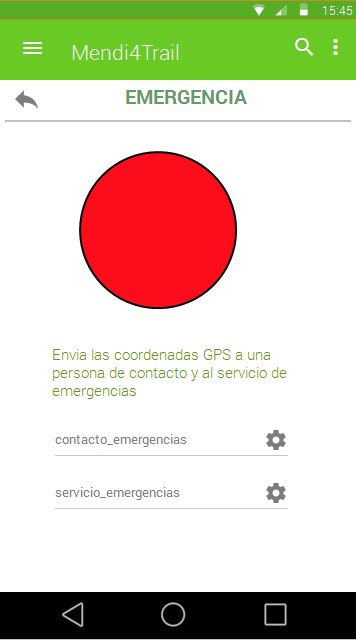 15:45
Mendi4Trail
EMERGENCIA
Envia las coordenadas GPS a una
persona de contacto y al servicio de
emergencias
contacto_emergencias
servicio_emergencias